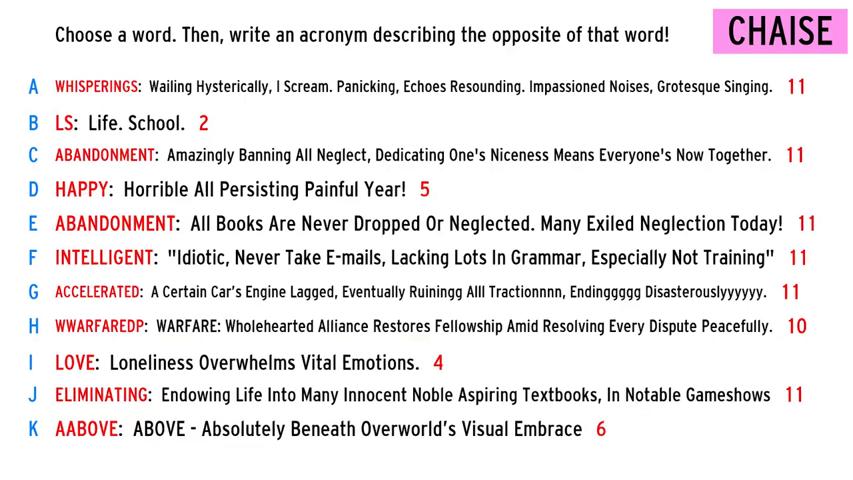 Choose a word. Then, write an acronym describing the opposite of that word!
CHAISE
A WHISPERINGS: Wailing Hysterically, I Scream. Panicking, Echoes Resounding. Impassioned Noises, Grotesque Singing. 11
B LS: Life. School. 2
C ABANDONMENT: Amazingly Banning All Neglect, Dedicating One's Niceness Means Everyone's Now Together. 11
D HAPPY: Horrible All Persisting Painful Year! 5
E ABANDONMENT: All Books Are Never Dropped Or Neglected. Many Exiled Neglection Today! 11
F INTELLIGENT: "Idiotic, Never Take E-mails, Lacking Lots In Grammar, Especially Not Training" 11
G ACCELERATED: A Certain Car's Engine Lagged, Eventually Ruiningg Alll Tractionnnn, Endinggggg Disasterouslyyyyyy. 11
H WWARFAREDP: WARFARE: Wholehearted Alliance Restores Fellowship Amid Resolving Every Dispute Peacefully. 10
I LOVE: Loneliness Overwhelms Vital Emotions. 4
J ELIMINATING: Endowing Life Into Many Innocent Noble Aspiring Textbooks, In Notable Gameshows 11
K AABOVE: ABOVE - Absolutely Beneath Overworld's Visual Embrace 6